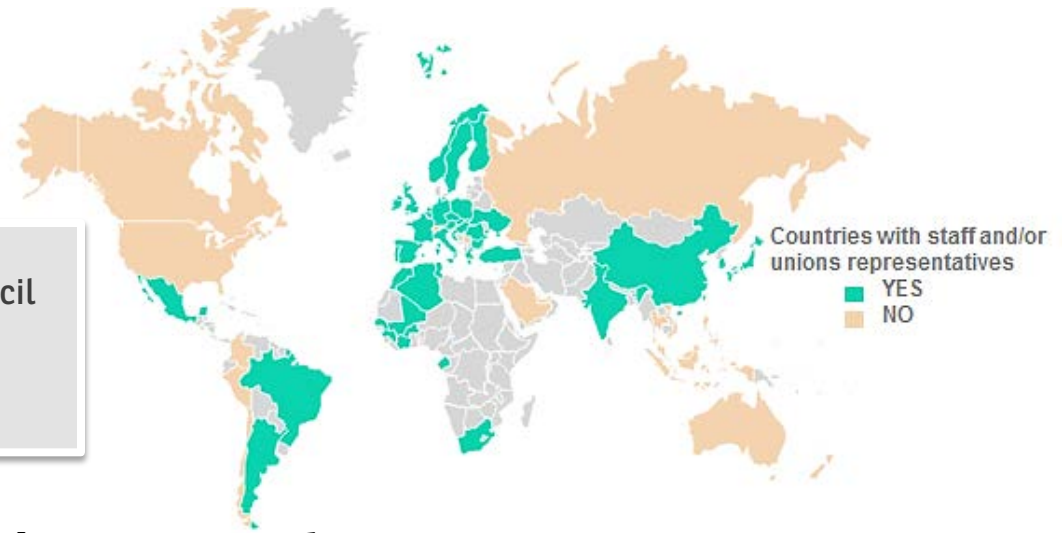 cil
Countries with staff and/or
unions representatives
YES
NO